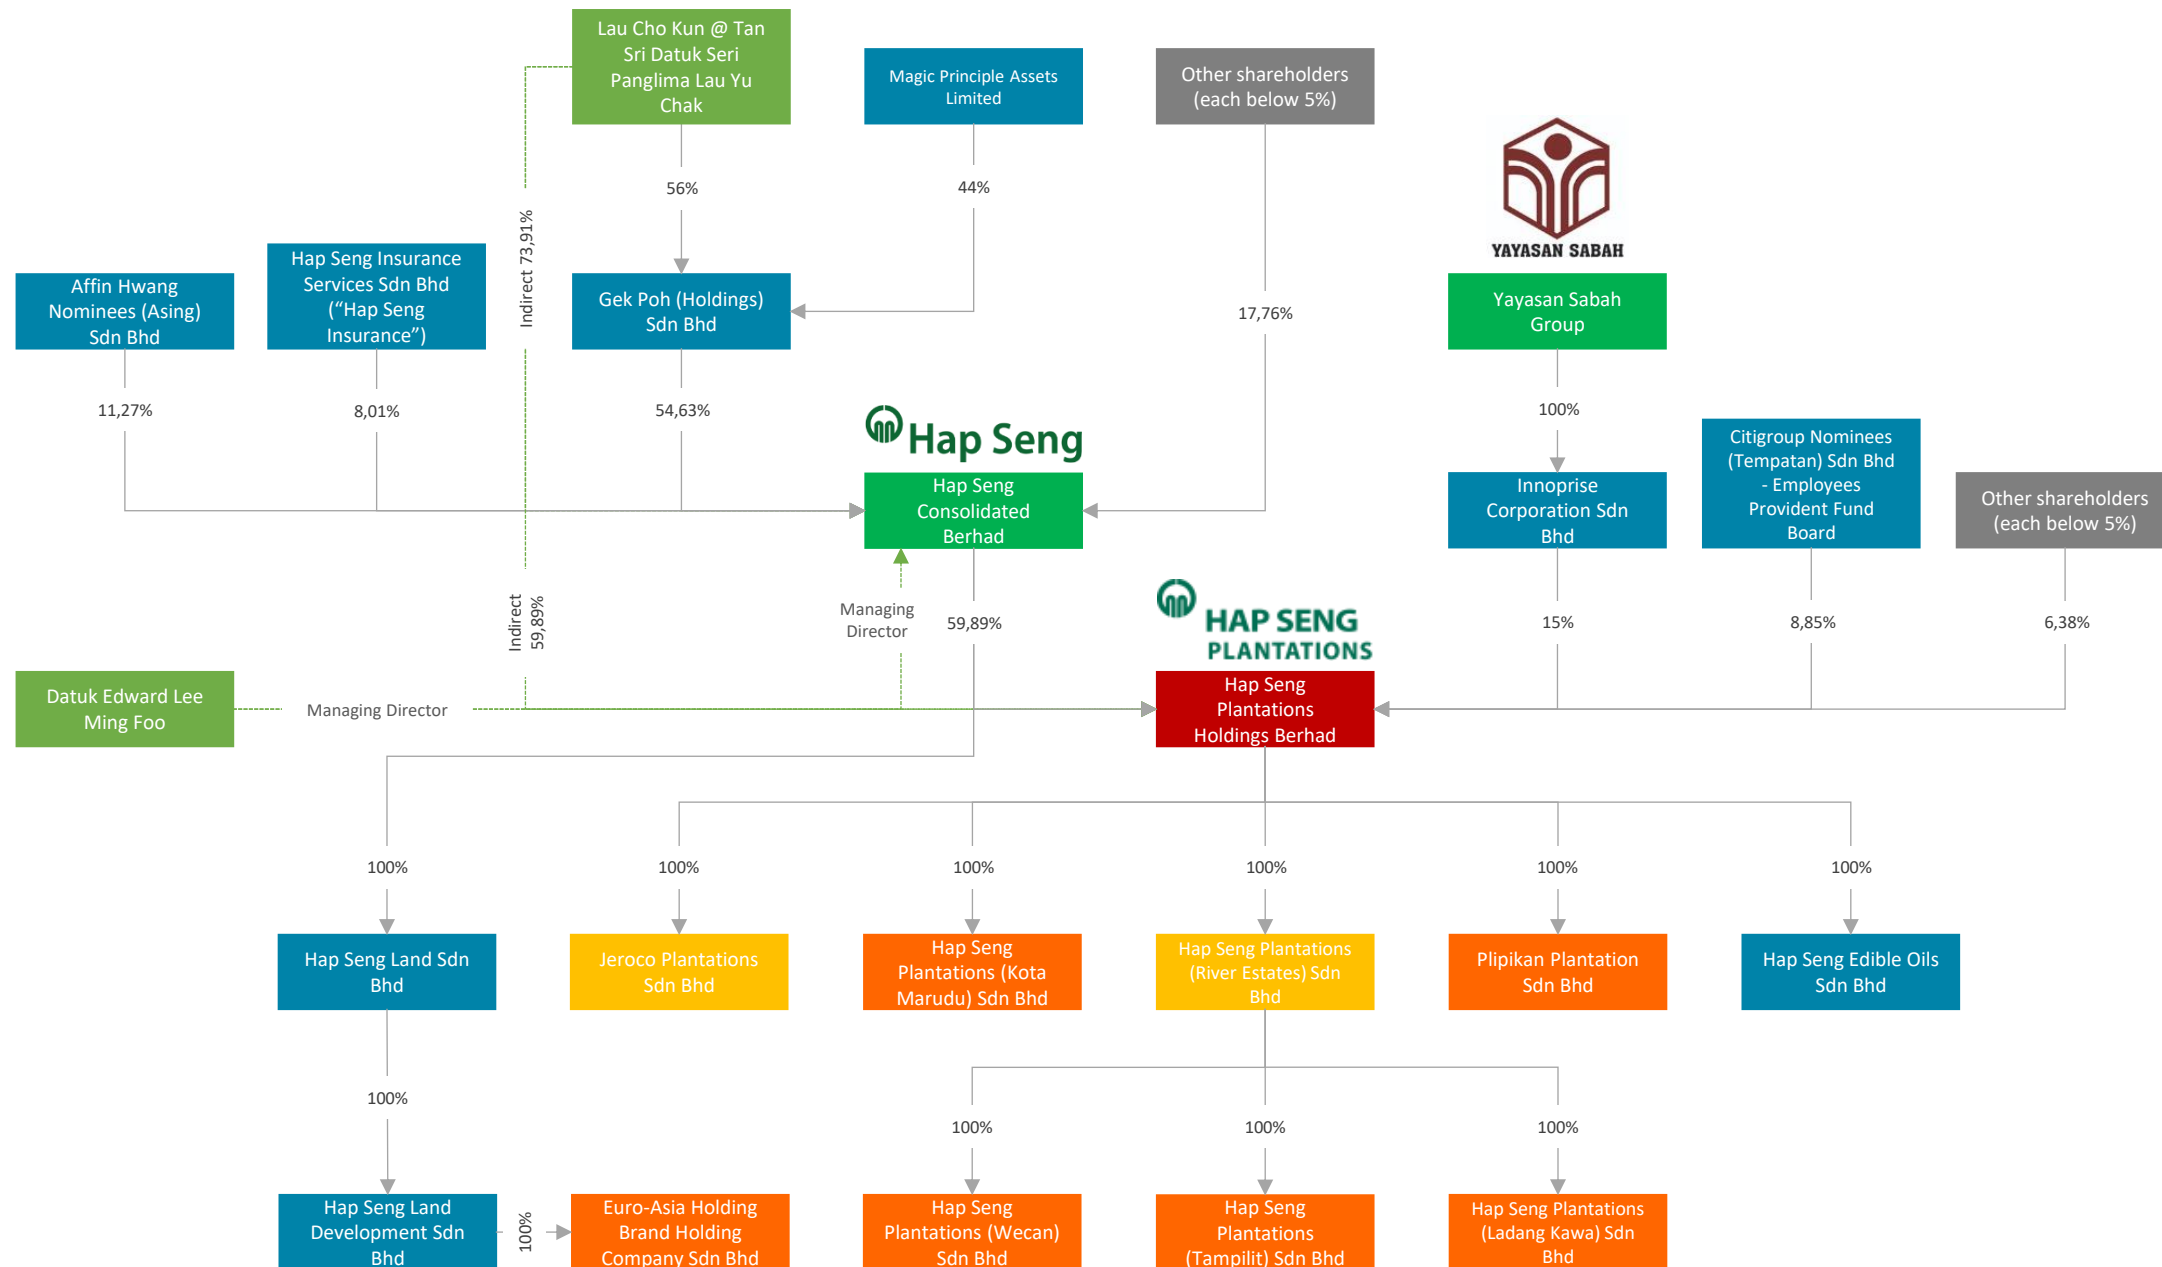 Lau Cho Kun @ Tan
Sri Datuk Seri
Panglima Lau Yu
Chak
Magic Principle Assets
Limited
Other shareholders
(each below 5%)
YAYASAN SABAH
56%
44%
Indirect 73,91%
Affin Hwang
Nominees (Asing)
Sdn Bhd
Hap Seng Insurance
Services Sdn Bhd
(“Hap Seng
Insurance”)
Gek Poh (Holdings)
Sdn Bhd
17,76%
Yayasan Sabah
Group
11,27%
8,01%
54,63%
100%
Hap Seng
Hap Seng
Consolidated
Berhad
Innoprise
Corporation Sdn
Bhd
Citigroup Nominees
(Tempatan) Sdn Bhd
- Employees
Provident Fund
Board
Other shareholders
(each below 5%)
Indirect
59,89%
Managing
Director
59,89%
HAP SENG
PLANTATIONS
15%
8,85%
6,38%
Datuk Edward Lee
Ming Foo
Managing Director
Hap Seng
Plantations
Holdings Berhad
100%
100%
100%
100%
100%
100%
Hap Seng Land Sdn
Bhd
Jeroco Plantations
Sdn Bhd
Hap Seng
Plantations (Kota
Marudu) Sdn Bhd
Hap Seng Plantations
(River Estates) Sdn
Bhd
Plipikan Plantation
Sdn Bhd
Hap Seng Edible Oils
Sdn Bhd
100%
100%
100%
100%
Hap Seng Land
Development Sdn
Bhd
100%
Euro-Asia Holding
Brand Holding
Company Sdn Bhd
Hap Seng
Plantations (Wecan)
Sdn Bhd
Hap Seng
Plantations
(Tampilit) Sdn Bhd
Hap Seng Plantations
(Ladang Kawa) Sdn
Bhd